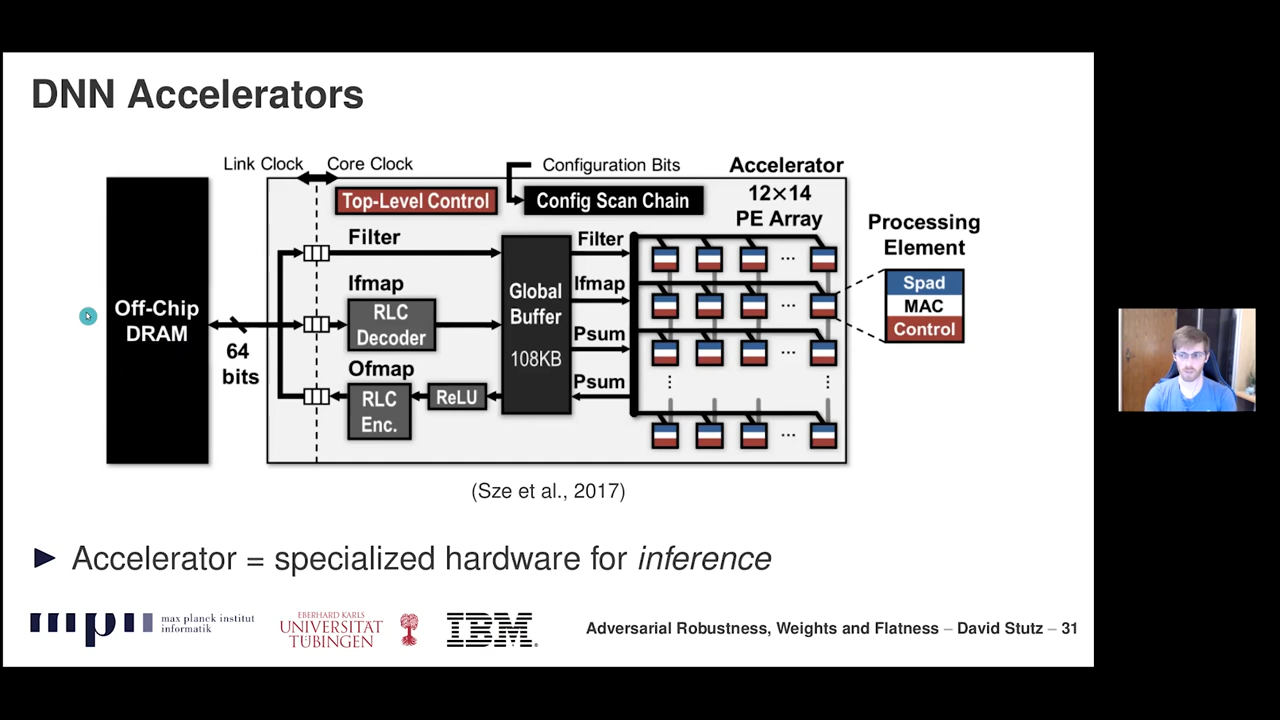 DNN Accelerators
Link Clock
Core Clock
Configuration Bits
Accelerator
Top-Level Control
Config Scan Chain
12×14
PE Array
Processing
Element
Filter
Filter
Ifmap
Ifmap
Off-Chip
DRAM
RLC
Decoder
Global
Buffer
108KB
Spad
MAC
Control
...
...
...
...
64
bits
Psum
Psum
Ofmap
RLC
Enc.
ReLU
(Sze et al., 2017)
► Accelerator = specialized hardware for inference
max planck institut
informatik
EBERHARD KARLS
UNIVERSITÄT
TÜBINGEN
IBM
Adversarial Robustness, Weights and Flatness – David Stutz – 31